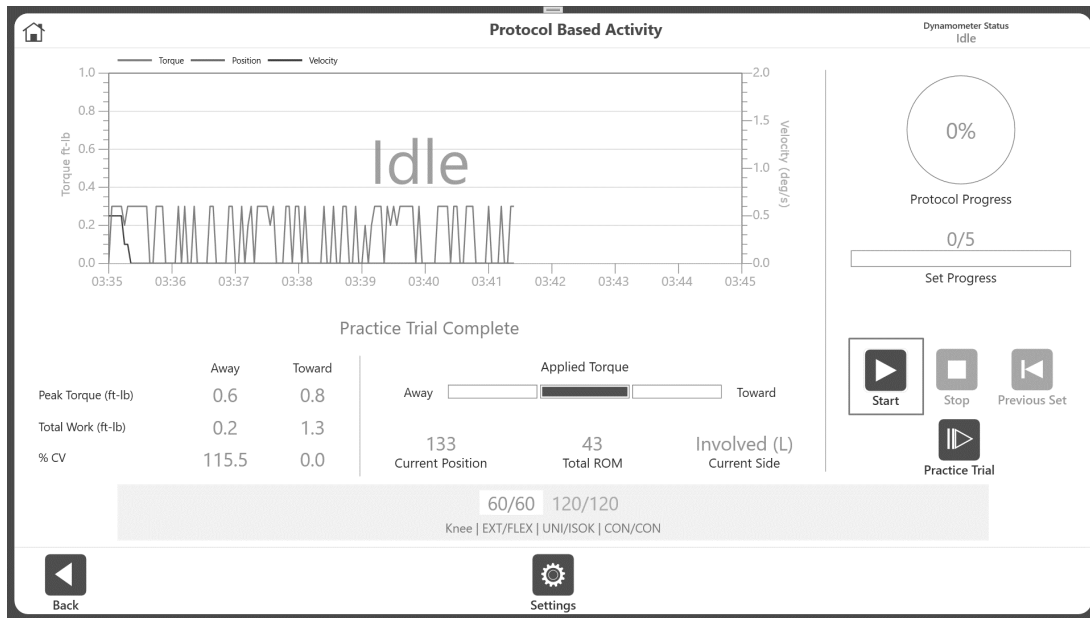 Protocol Based Activity
Dynamometer Status
Idle
Torque Position Velocity
1.0
0.8
0.6
0.4
0.2
0.0
Torque ft-lb
Idle
2.0
1.5
1.0
0.5
0.0
Velocity (deg/s)
03:35 03:36 03:37 03:38 03:39 03:40 03:41 03:42 03:43 03:44 03:45
0%
Protocol Progress
0/5
Set Progress
Practice Trial Complete
Away Toward
Peak Torque (ft-lb) 0.6 0.8
Total Work (ft-lb) 0.2 1.3
% CV 115.5 0.0
Applied Torque
Away Toward
133 43 Involved (L)
Current Position Total ROM Current Side
Start Stop Previous Set
Practice Trial
60/60 120/120
Knee | EXT/FLEX | UNI/ISOK | CON/CON
Back Settings